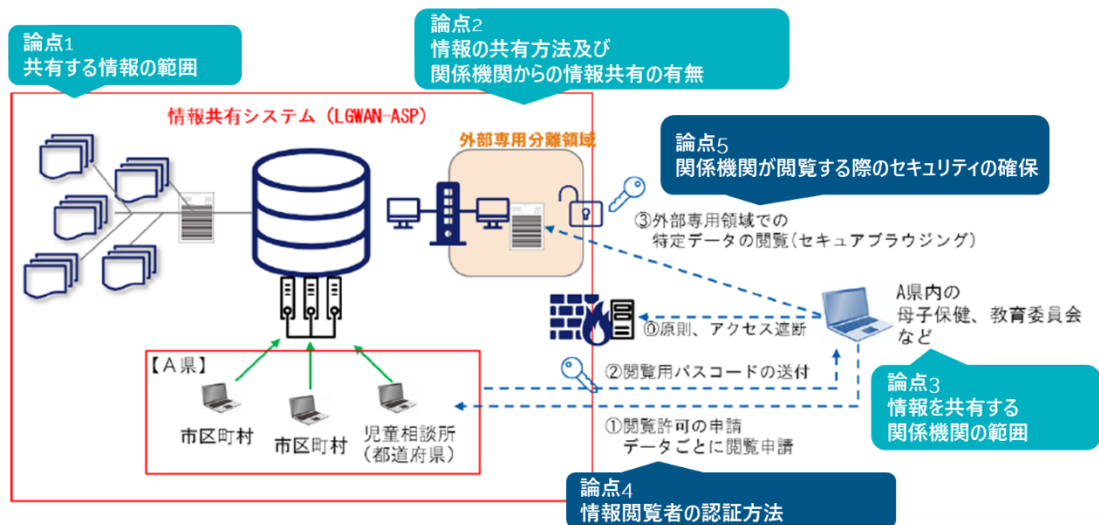 論点1
共有する情報の範囲
論点2
情報の共有方法及び
関係機関からの情報共有の有無
情報共有システム（LGWAN-ASP）
外部専用分離領域
論点5
関係機関が閲覧する際のセキュリティの確保
③外部専用領域での
特定データの閲覧（セキュアブラウジング）
A県内の
母子保健、教育委員会
など
⓪原則、アクセス遮断
【A県】
②閲覧用パスコードの送付
論点3
情報を共有する
関係機関の範囲
市区町村
市区町村
児童相談所
（都道府県）
①閲覧許可の申請
データごとに閲覧申請
論点4
情報閲覧者の認証方法